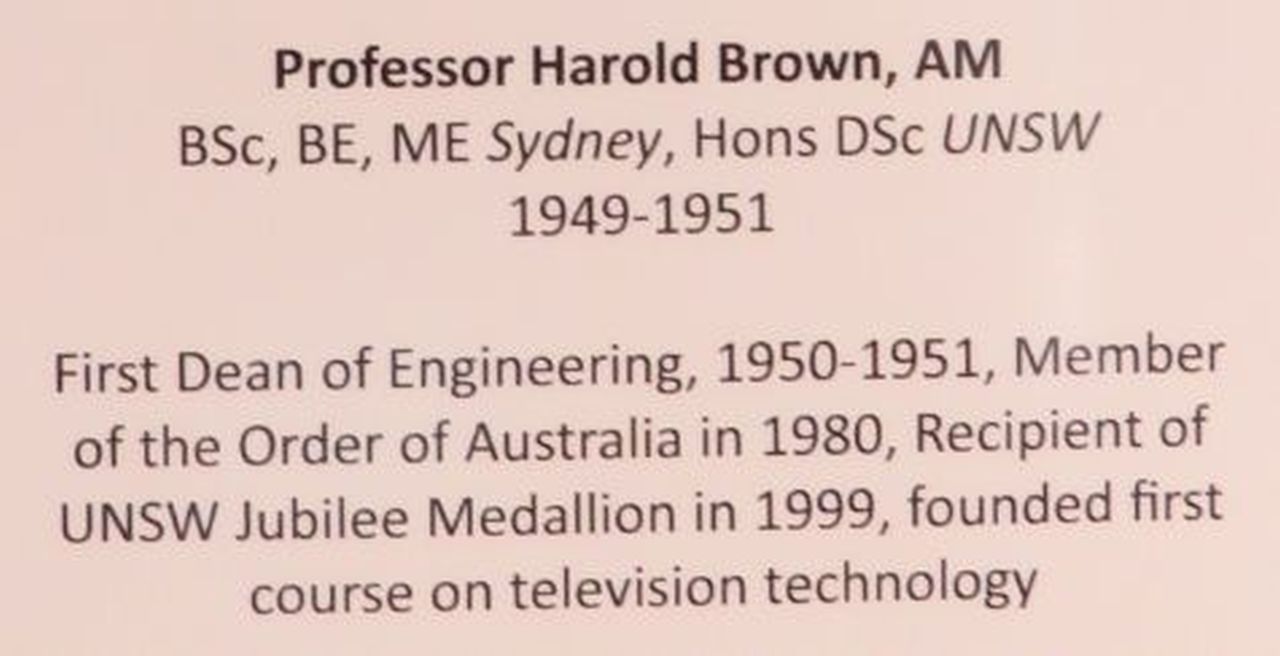 Professor Harold Brown, AM
BSc, BE, ME Sydney, Hons DSc UNSW
1949-1951
First Dean of Engineering, 1950-1951, Member
of the Order of Australia in 1980, Recipient of
UNSW Jubilee Medallion in 1999, founded first
course on television technology